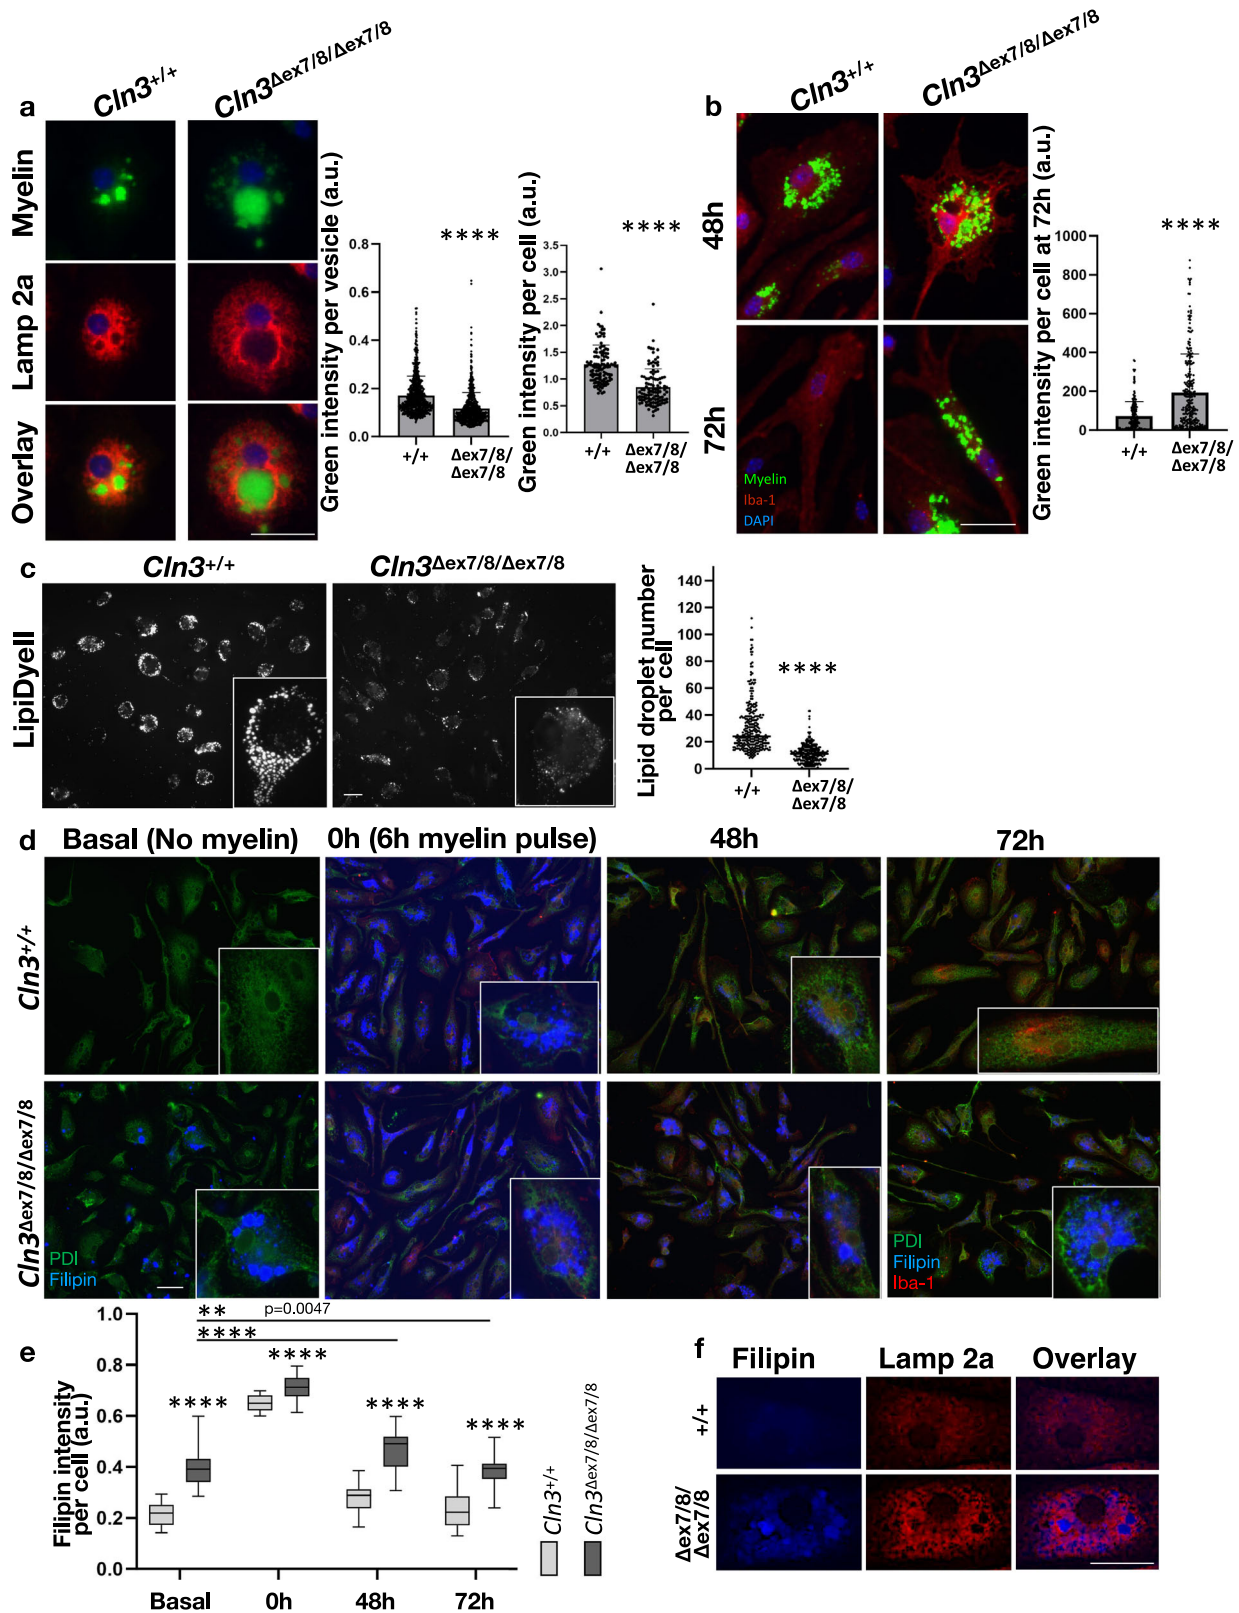 a
Cln3+/+
Cln3Δex7/8/Δex7/8
Myelin
Lamp 2a
Overlay
Green intensity per vesicle (a.u.)
0.8
0.6
0.4
0.2
0.0
****
+/+
Δex7/8/
Δex7/8
Green intensity per cell (a.u.)
3.5
3.0
2.5
2.0
1.5
1.0
0.5
0.0
****
+/+
Δex7/8/
Δex7/8
b
Cln3+/+
Cln3Δex7/8/Δex7/8
48h
72h
Myelin
Iba-1
DAPI
Green intensity per cell at 72h (a.u.)
1000
800
600
400
200
0
****
+/+
Δex7/8/
Δex7/8
c
Cln3+/+
Cln3Δex7/8/Δex7/8
LipiDyeII
Lipid droplet number
per cell
140
120
100
80
60
40
20
0
****
+/+
Δex7/8/
Δex7/8
d
Basal (No myelin)
0h (6h myelin pulse)
48h
72h
Cln3+/+
Cln3Δex7/8/Δex7/8
PDI
Filipin
PDI
Filipin
Iba-1
e
Filipin intensity
per cell (a.u.)
1.0
0.8
0.6
0.4
0.2
0.0
** p=0.0047
****
****
****
****
****
Basal
0h
48h
72h
Cln3+/+
Cln3Δex7/8/Δex7/8
f
Filipin
Lamp 2a
Overlay
+/+
Δex7/8/
Δex7/8